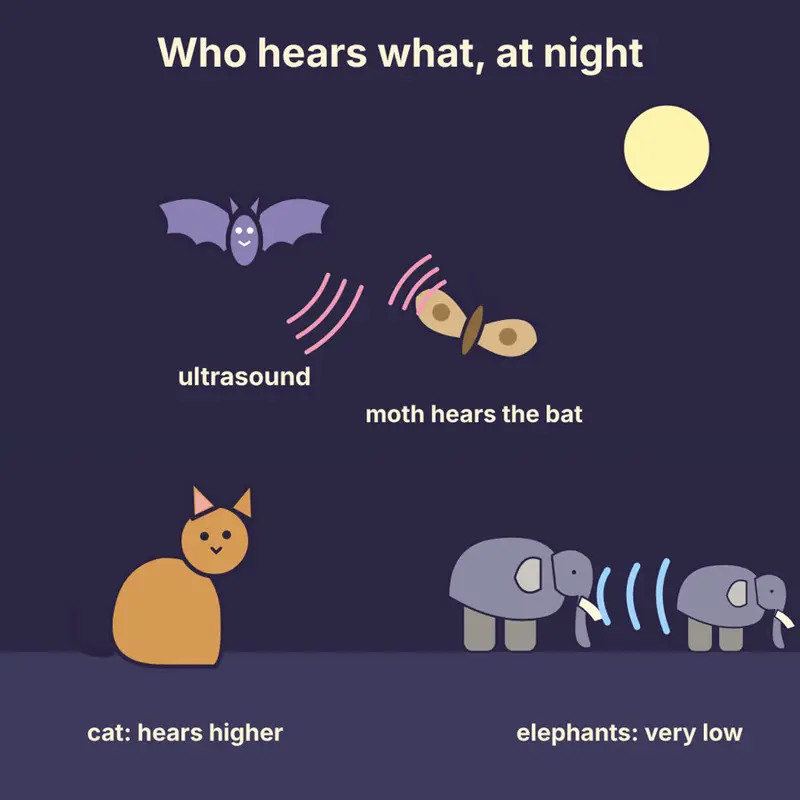 Who hears what, at night
ultrasound
moth hears the bat
cat: hears higher
elephants: very low